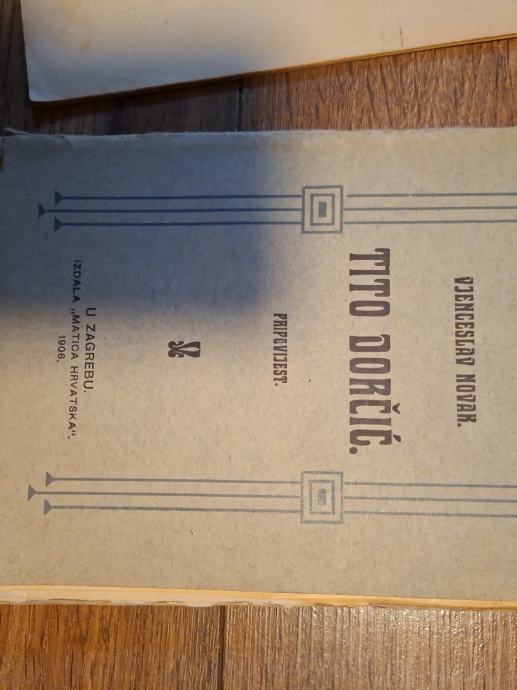 VJENCESLAV NOVAK.
TITO DORČIĆ.
PRIPOVIJEST.
U ZAGREBU.
IZDALA „MATICA HRVATSKA“.
1906.